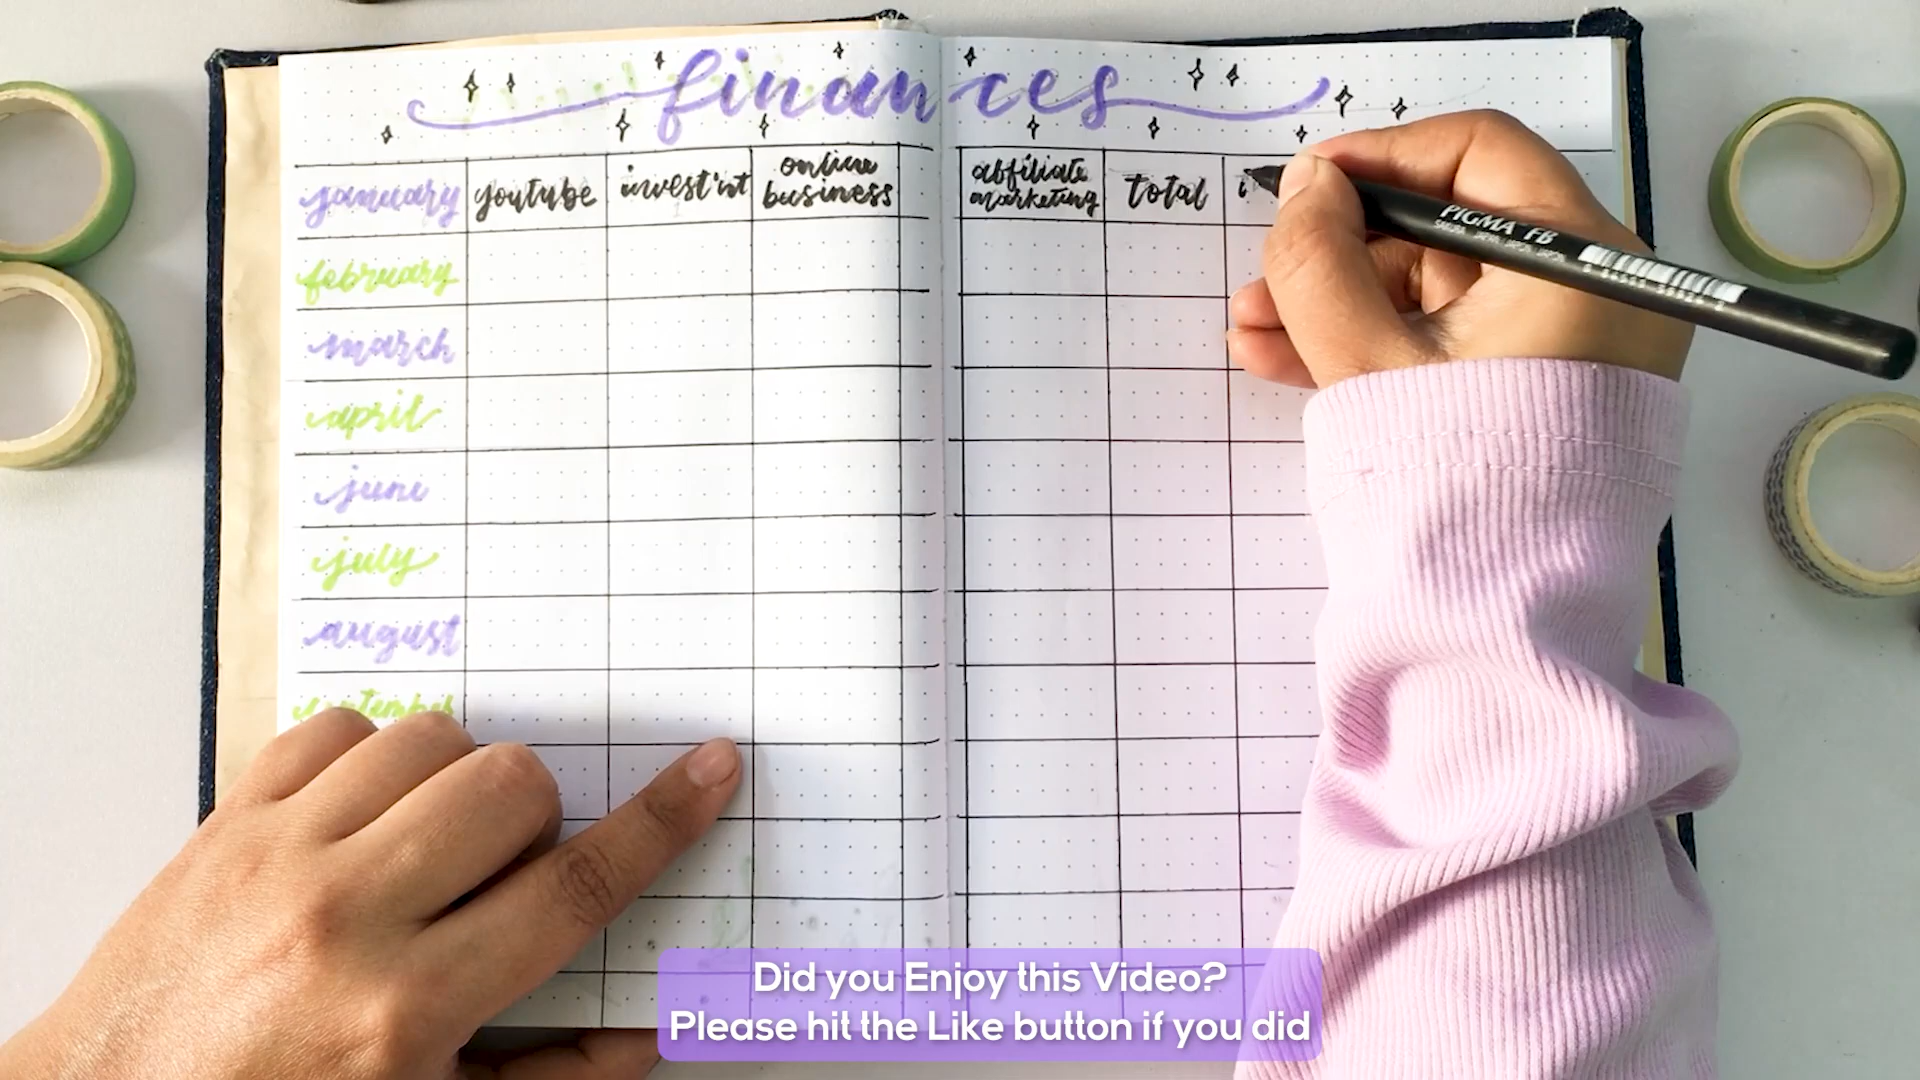 finances
january youtube invest'nt online business affiliate marketing total i
february
march
april
june
july
august
september
PIGMA FB
Did you Enjoy this Video?
Please hit the Like button if you did